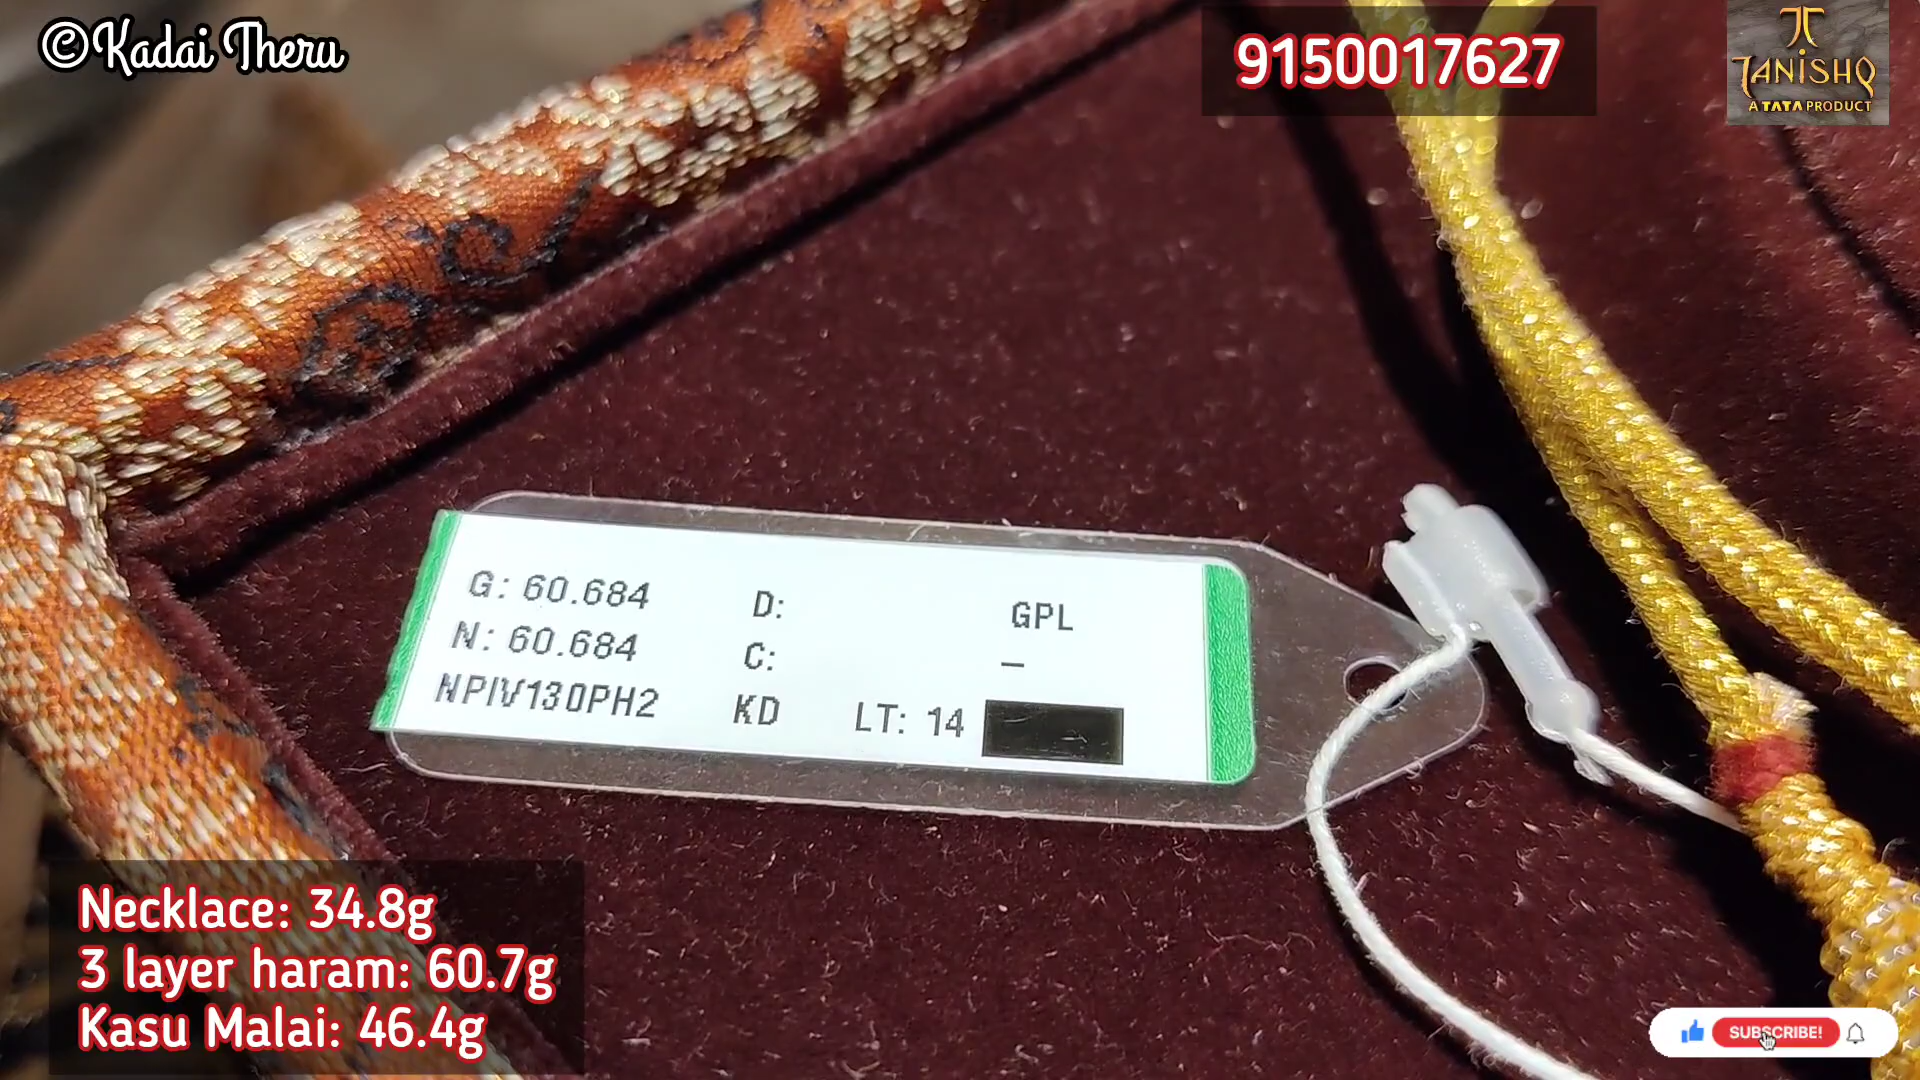 ©Kadai Theru
9150017627
TANISHQ
A TATA PRODUCT
G: 60.684 D: GPL
N: 60.684 C: –
NPIV130PH2 KD LT: 14
Necklace: 34.8g
3 layer haram: 60.7g
Kasu Malai: 46.4g
SUBSCRIBE!